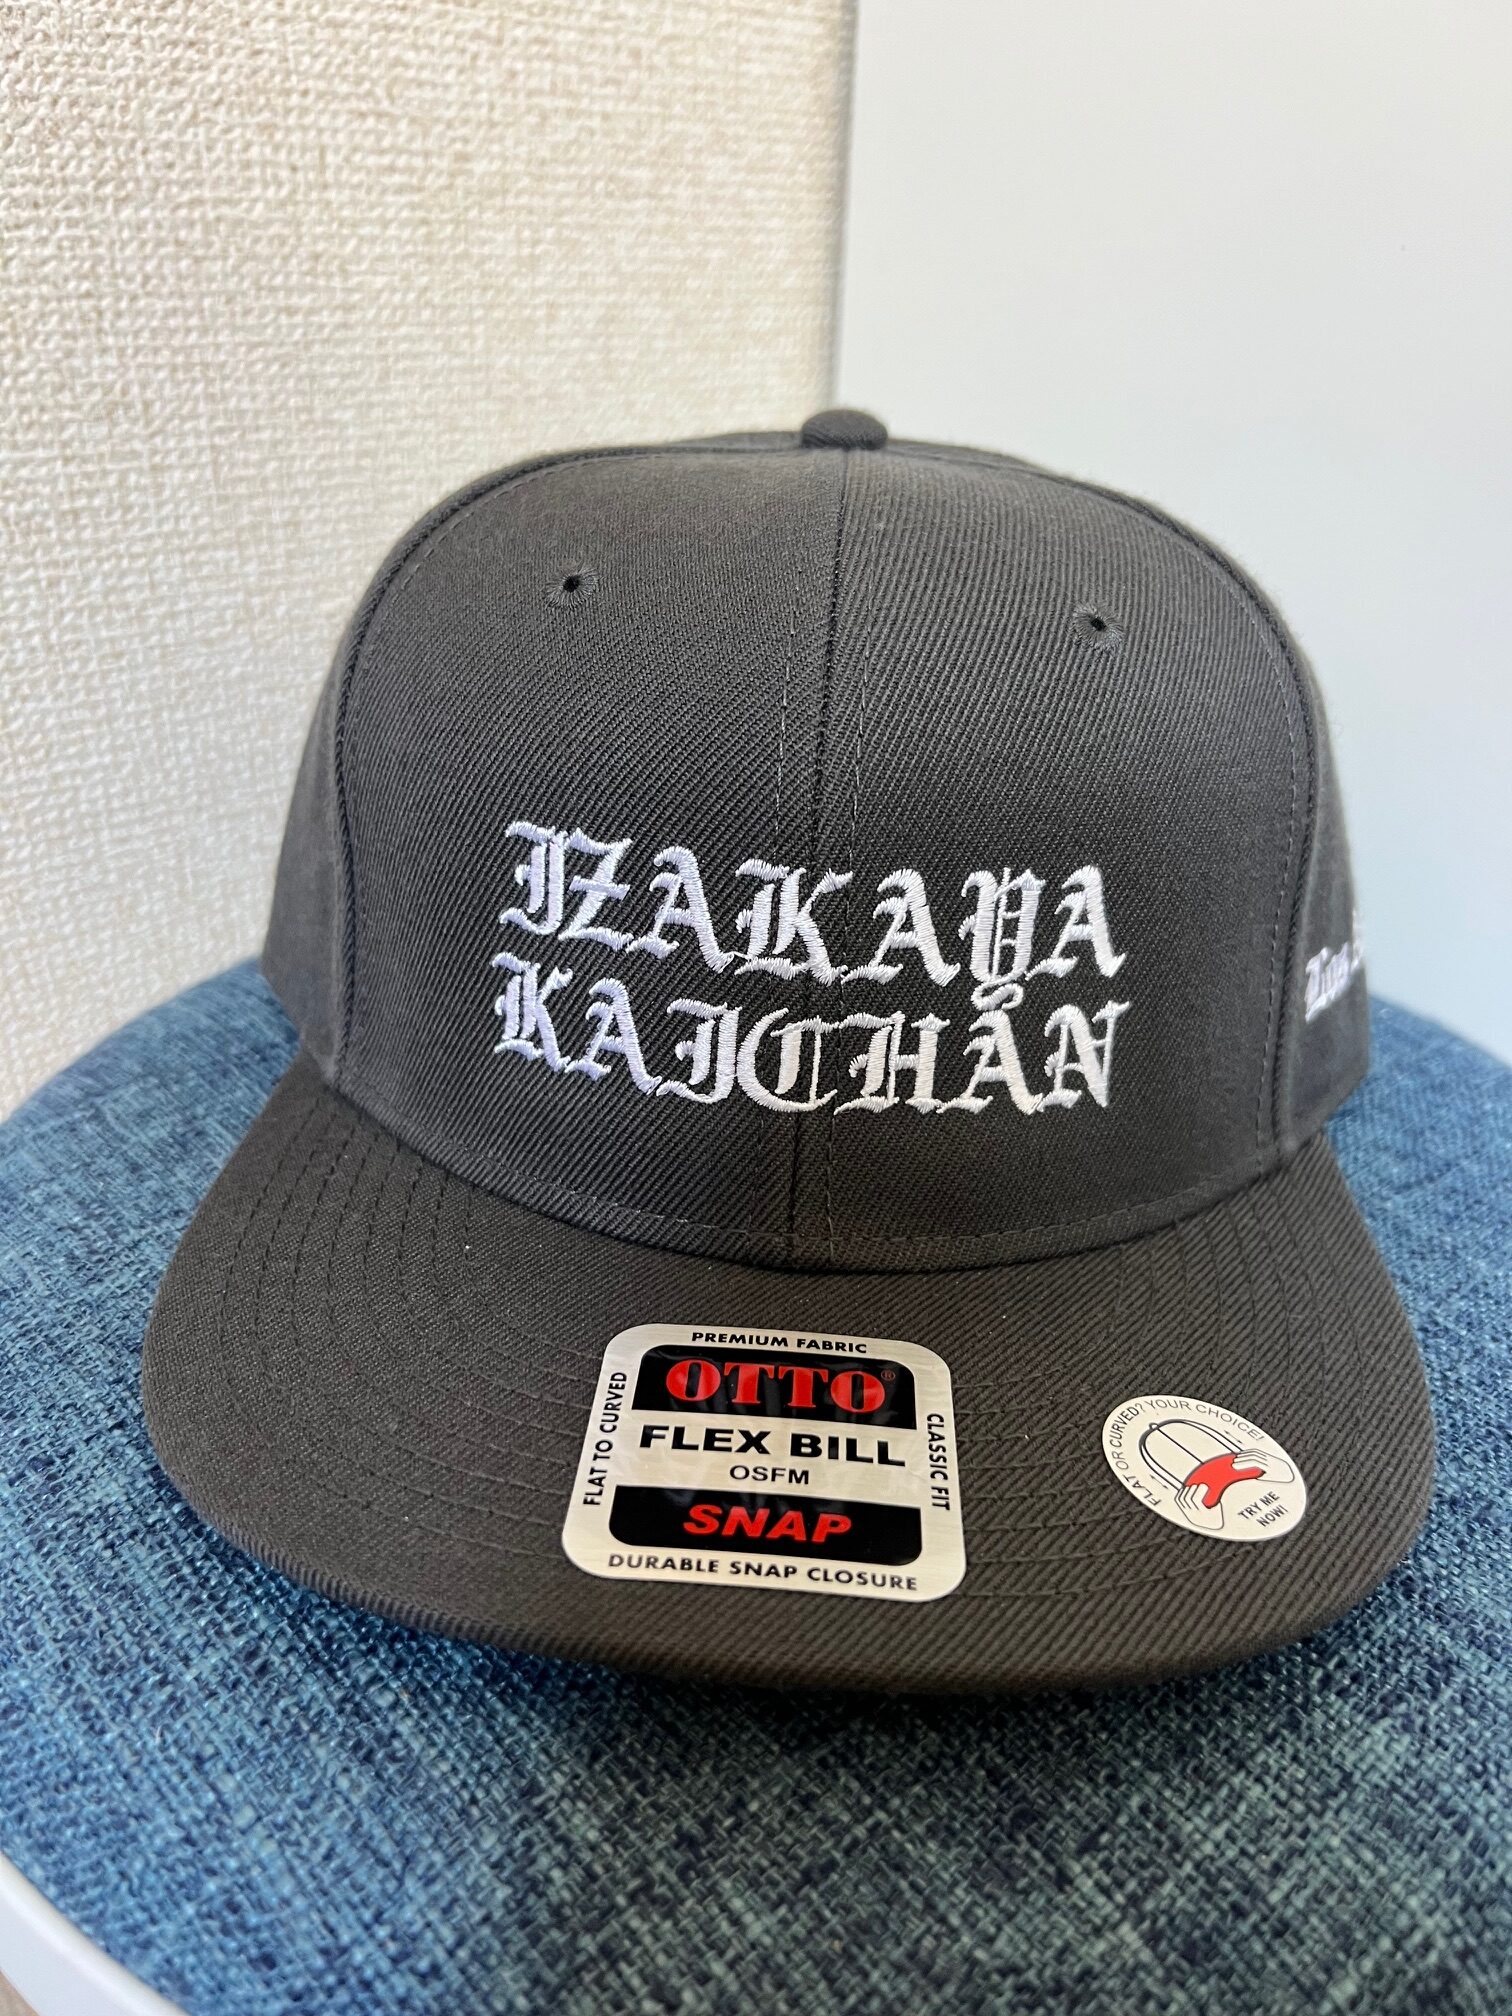 IZAKAYA
KAICHAN
PREMIUM FABRIC
FLAT TO CURVED
OTTO®
FLEX BILL
OSFM
SNAP
CLASSIC FIT
DURABLE SNAP CLOSURE
FLAT OR CURVED? YOUR CHOICE!
TRY ME
NOW!